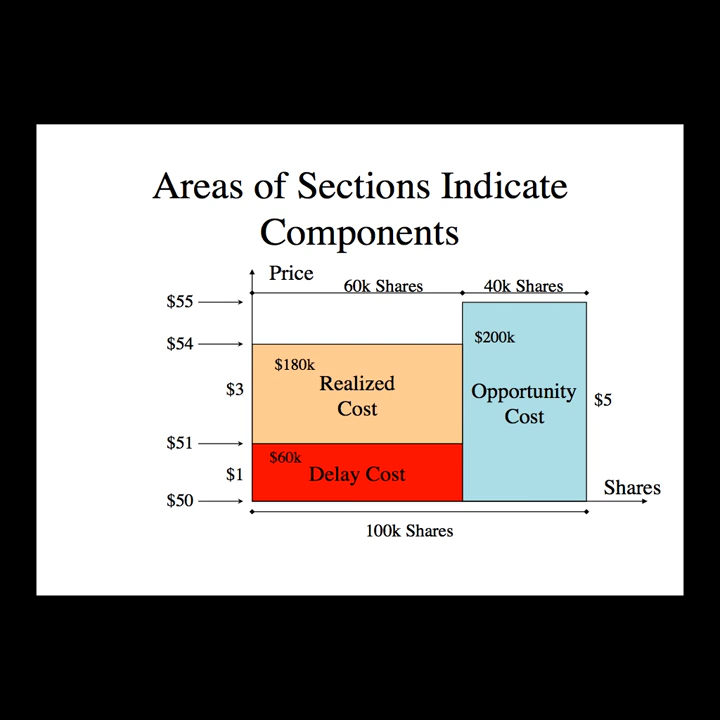 Areas of Sections Indicate
Components
Price
60k Shares
40k Shares
$55
$54
$200k
$180k
Realized
Cost
$3
Opportunity
Cost
$5
$51
$60k
Delay Cost
$1
$50
Shares
100k Shares